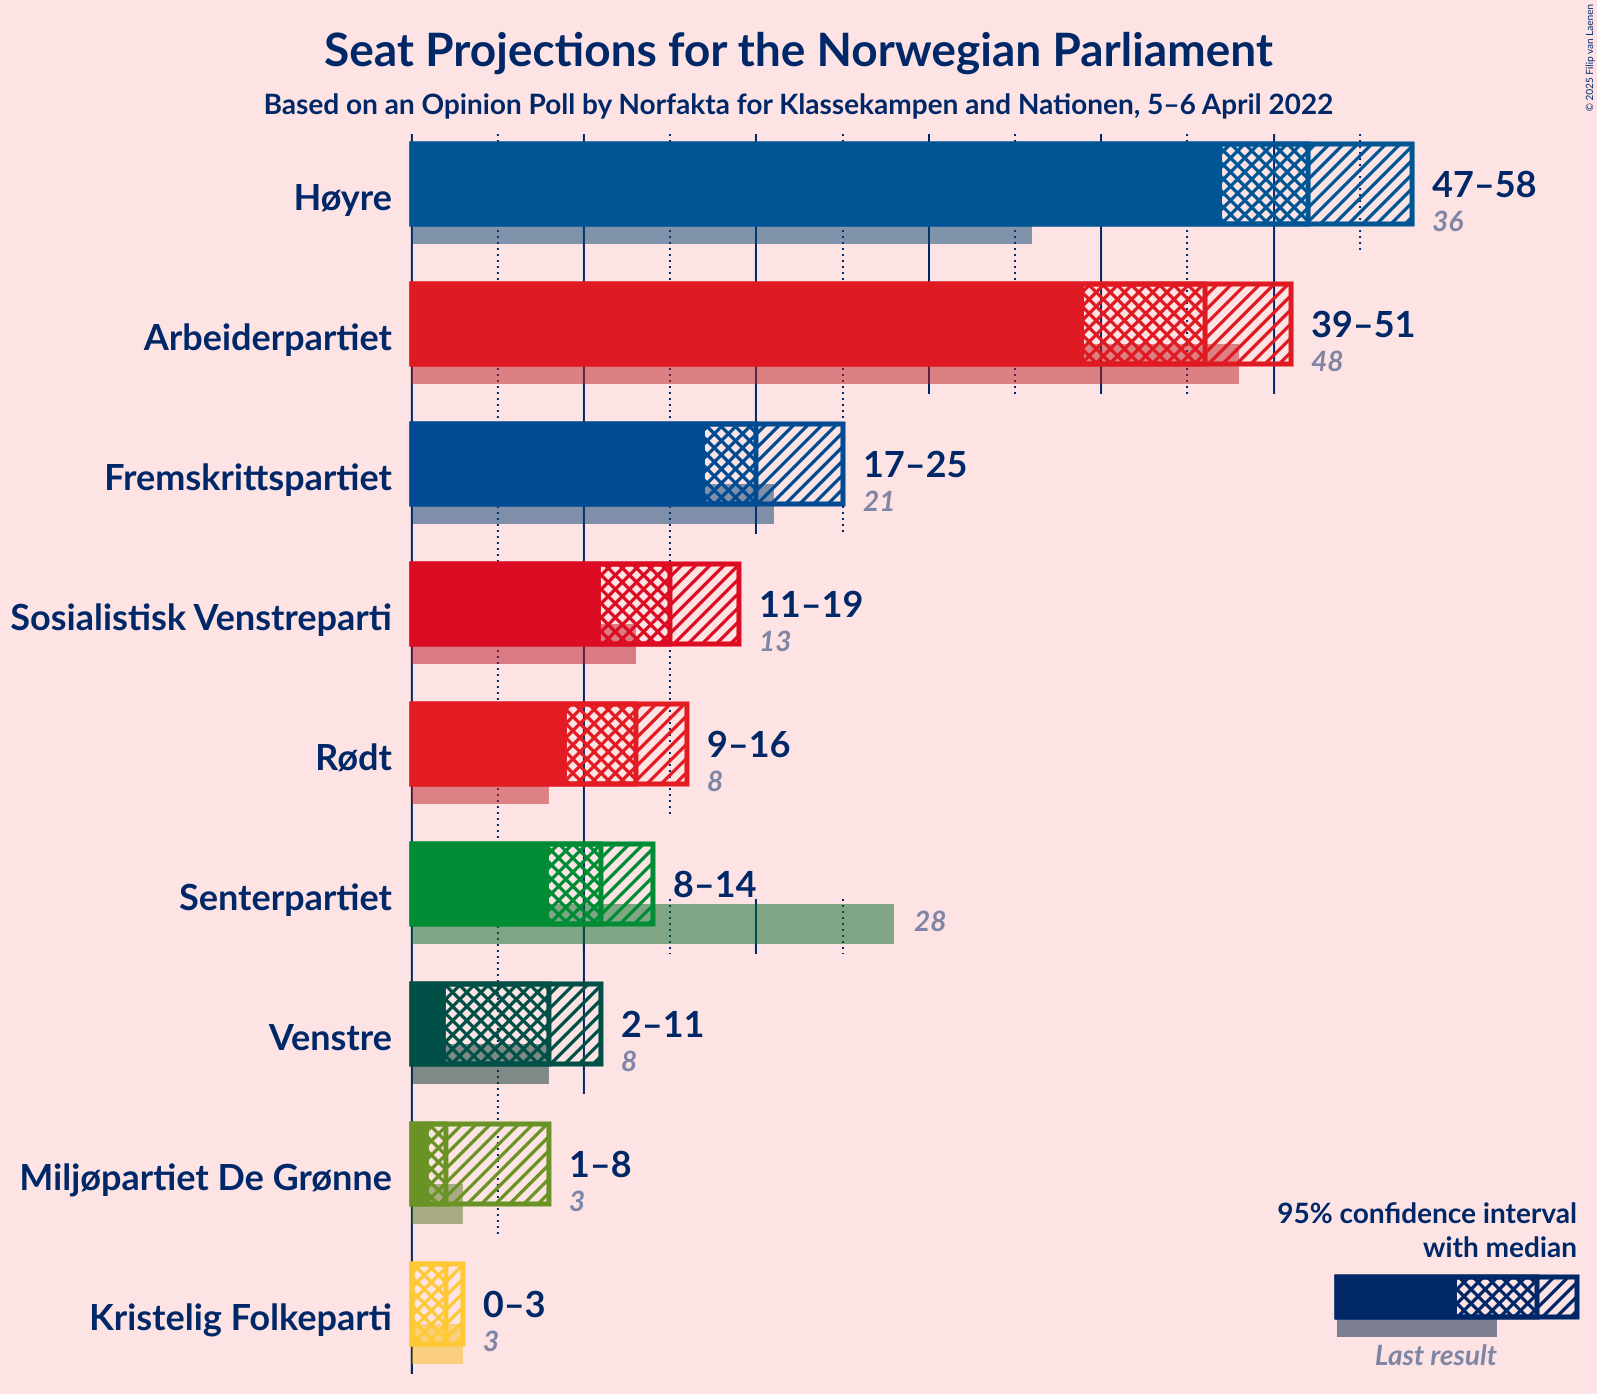 Seat Projections for the Norwegian Parliament
Based on an Opinion Poll by Norfakta for Klassekampen and Nationen, 5–6 April 2022
© 2025 Filip van Laenen
Høyre
47–58
36
Arbeiderpartiet
39–51
48
Fremskrittspartiet
17–25
21
Sosialistisk Venstreparti
11–19
13
Rødt
9–16
8
Senterpartiet
8–14
28
Venstre
2–11
8
Miljøpartiet De Grønne
1–8
3
Kristelig Folkeparti
0–3
3
95% confidence interval
with median
Last result